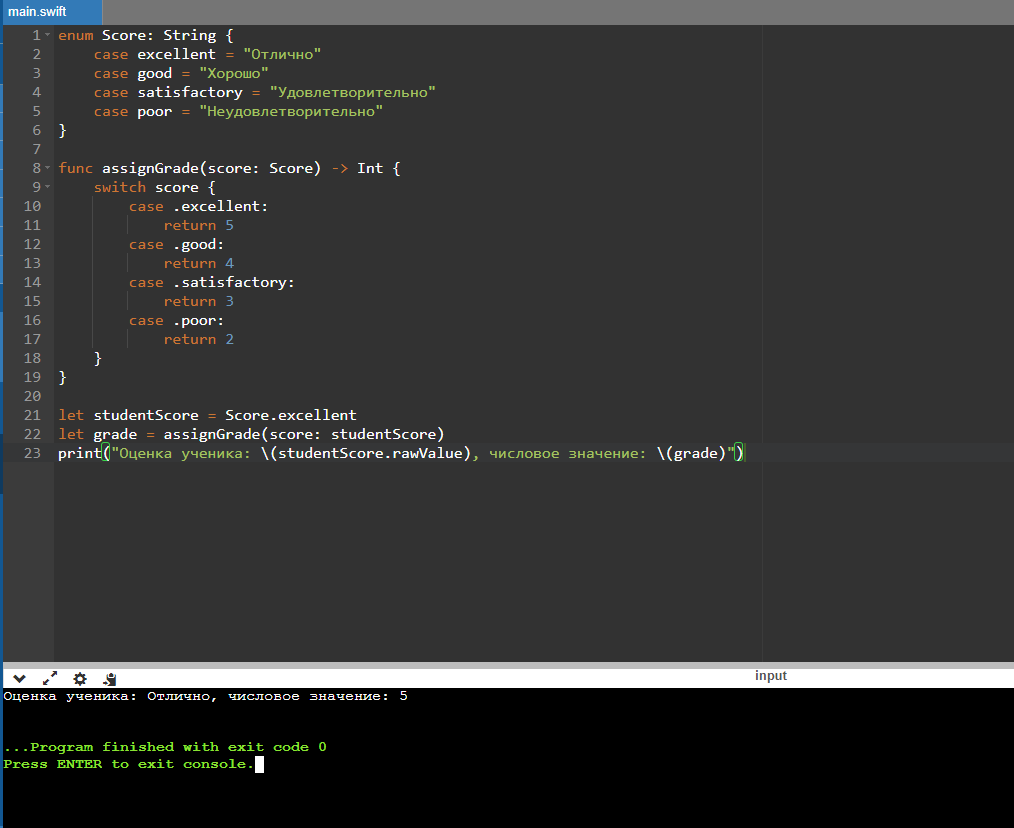 main.swift
1 enum Score: String {
2     case excellent = "Отлично"
3     case good = "Хорошо"
4     case satisfactory = "Удовлетворительно"
5     case poor = "Неудовлетворительно"
6 }
7
8 func assignGrade(score: Score) -> Int {
9     switch score {
10         case .excellent:
11             return 5
12         case .good:
13             return 4
14         case .satisfactory:
15             return 3
16         case .poor:
17             return 2
18     }
19 }
20
21 let studentScore = Score.excellent
22 let grade = assignGrade(score: studentScore)
23 print("Оценка ученика: \(studentScore.rawValue), числовое значение: \(grade)")
input
Оценка ученика: Отлично, числовое значение: 5
...Program finished with exit code 0
Press ENTER to exit console.